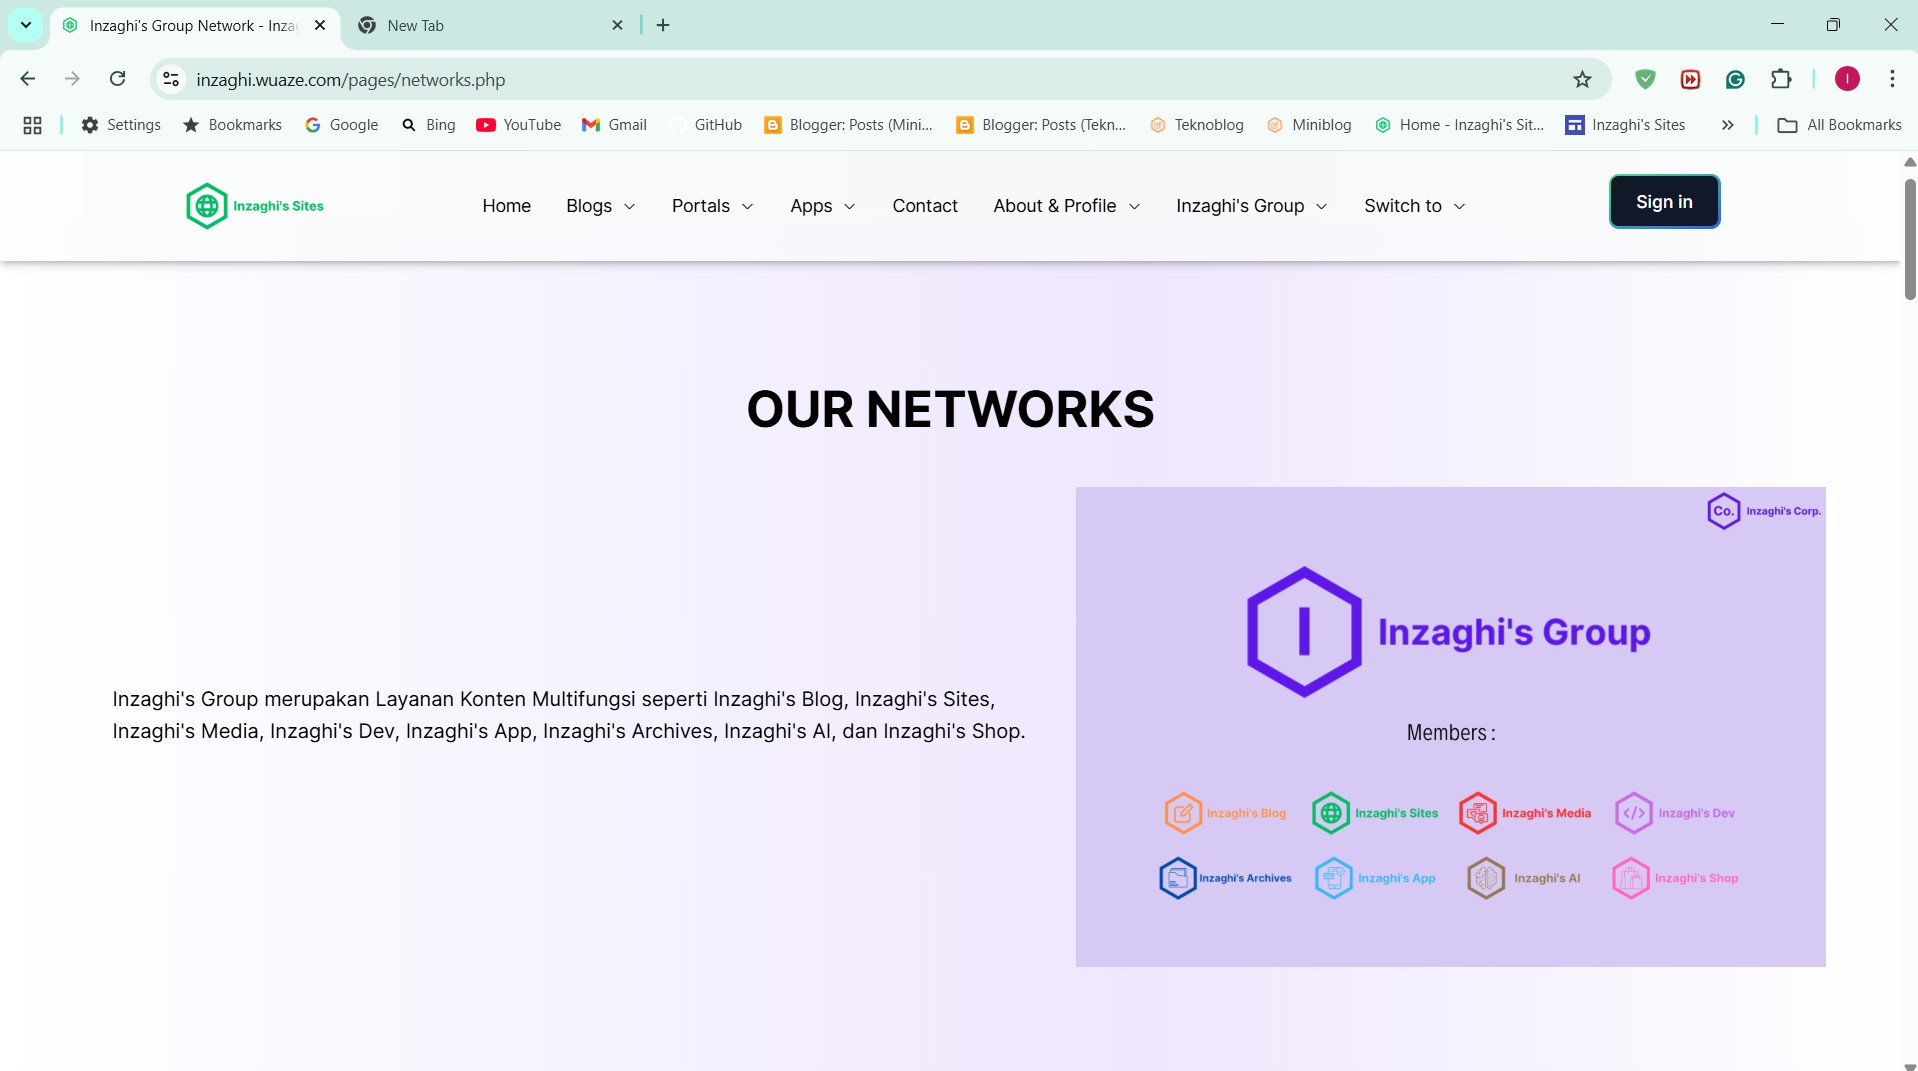 Inzaghi's Group Network - Inza
New Tab
inzaghi.wuaze.com/pages/networks.php
Settings
Bookmarks
Google
Bing
YouTube
Gmail
GitHub
Blogger: Posts (Mini...
Blogger: Posts (Tekn...
Teknoblog
Miniblog
Home - Inzaghi's Sit...
Inzaghi's Sites
»
All Bookmarks
Inzaghi's Sites
Home
Blogs
Portals
Apps
Contact
About & Profile
Inzaghi's Group
Switch to
Sign in
OUR NETWORKS
Inzaghi's Group merupakan Layanan Konten Multifungsi seperti Inzaghi's Blog, Inzaghi's Sites,
Inzaghi's Media, Inzaghi's Dev, Inzaghi's App, Inzaghi's Archives, Inzaghi's AI, dan Inzaghi's Shop.
Co. Inzaghi's Corp.
I Inzaghi's Group
Members :
Inzaghi's Blog
Inzaghi's Sites
Inzaghi's Media
</> Inzaghi's Dev
Inzaghi's Archives
Inzaghi's App
Inzaghi's AI
Inzaghi's Shop